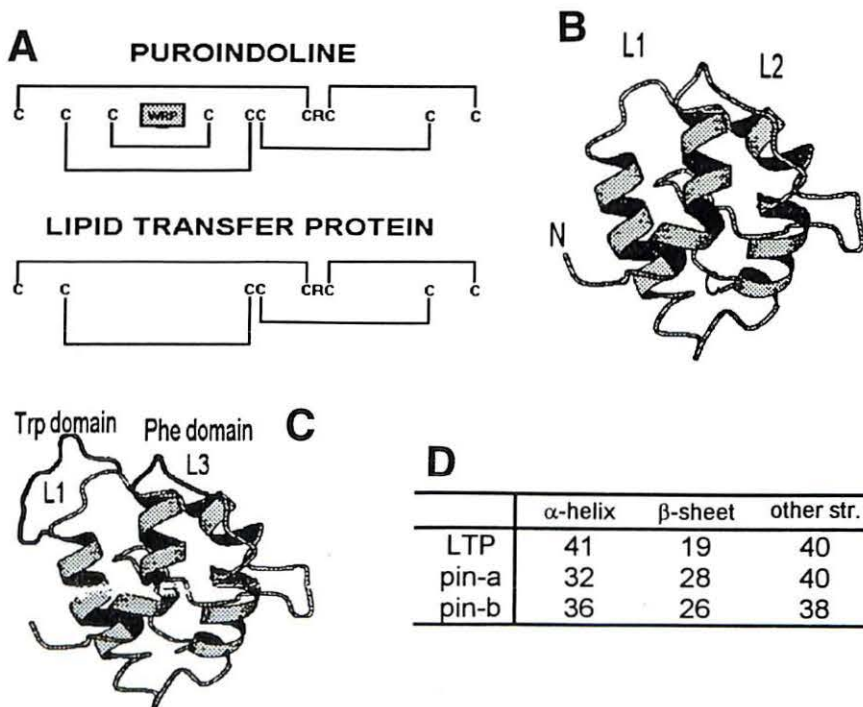 A
PUROINDOLINE
C C C WRP C CC CRC C C
LIPID TRANSFER PROTEIN
C C CC CRC C C
B
L1 L2
N
C
Trp domain Phe domain
L1 L3
D
α-helix β-sheet other str.
LTP 41 19 40
pin-a 32 28 40
pin-b 36 26 38